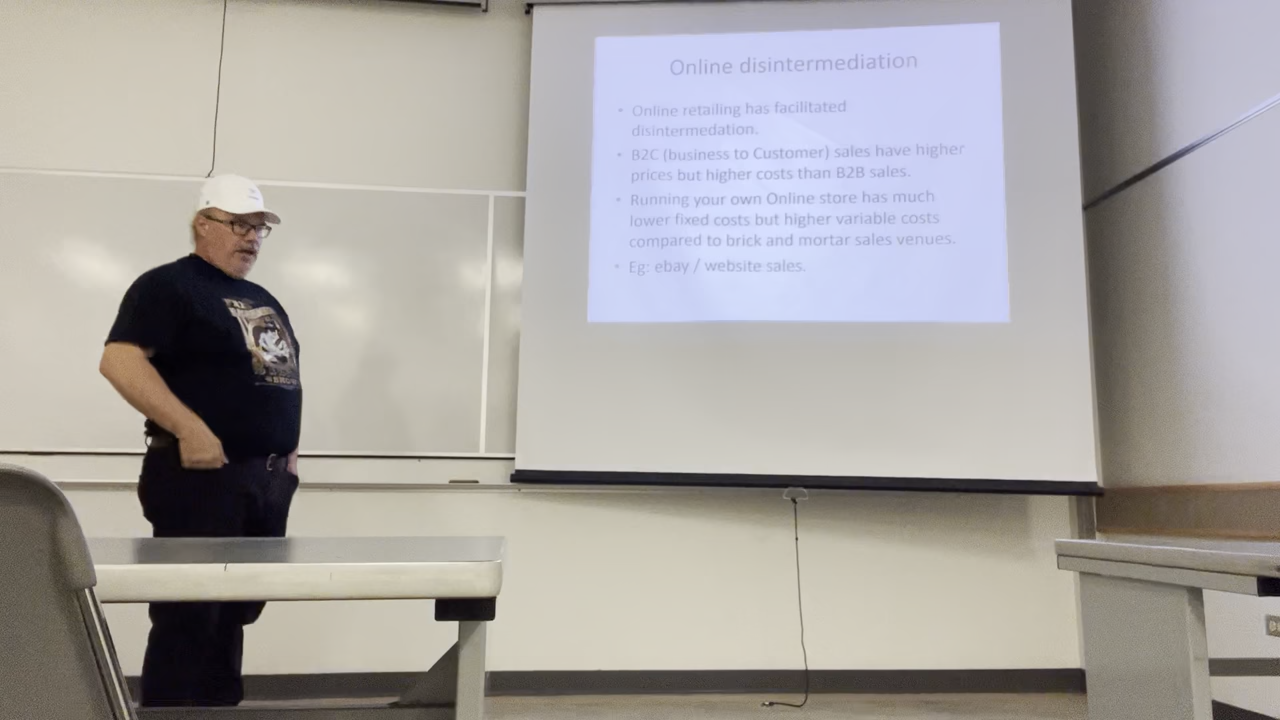 Online disintermediation
• Online retailing has facilitated
disintermedation.
• B2C (business to Customer) sales have higher
prices but higher costs than B2B sales.
• Running your own Online store has much
lower fixed costs but higher variable costs
compared to brick and mortar sales venues.
• Eg: ebay / website sales.